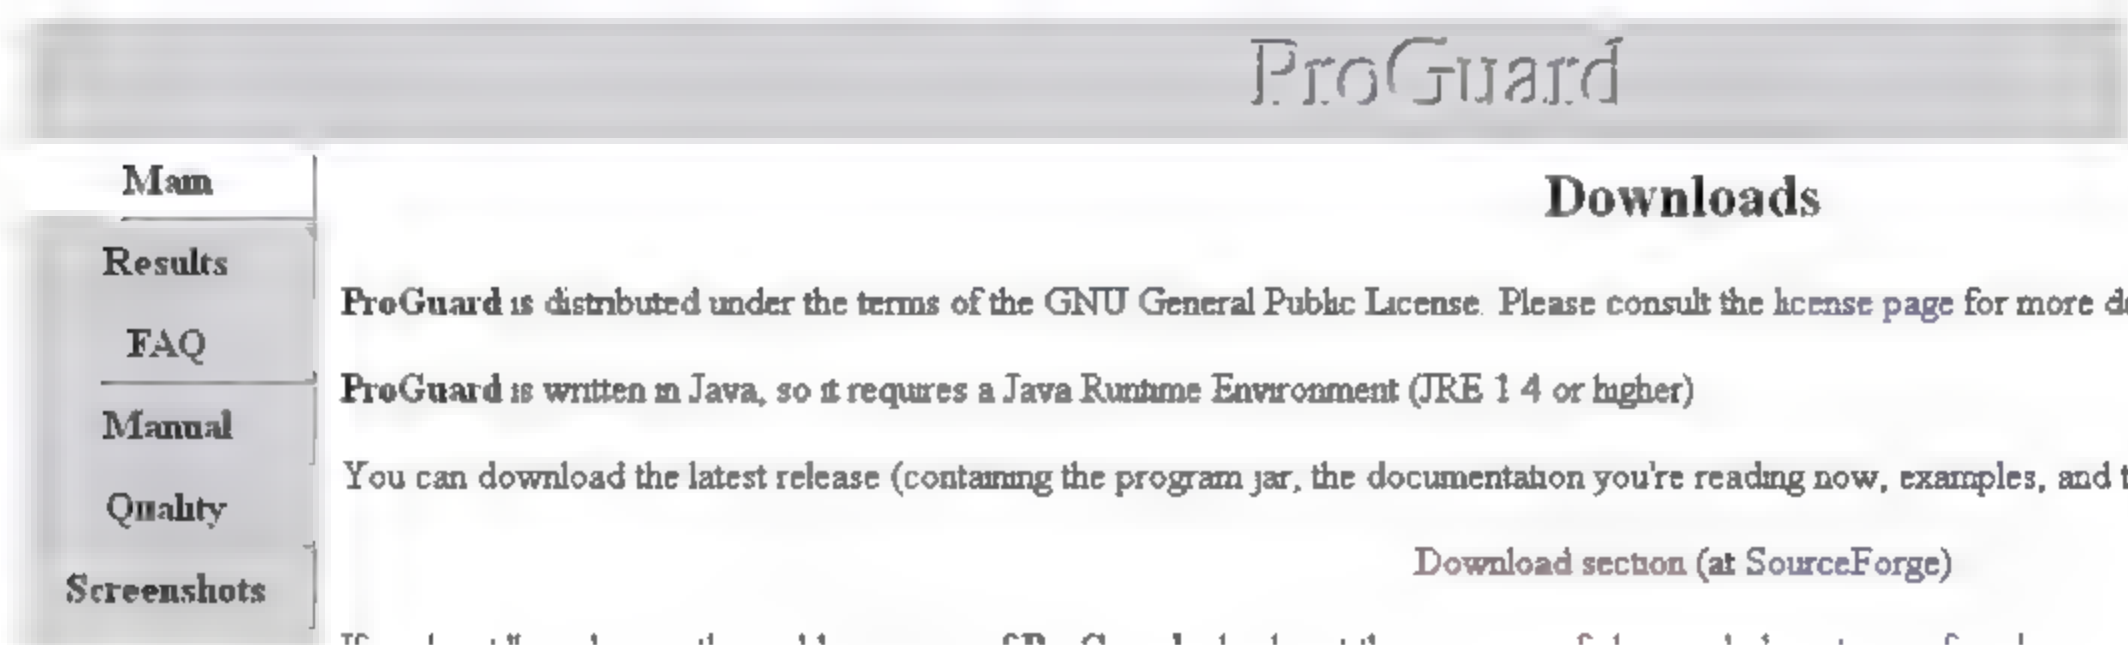 ProGuard
Main
Results
FAQ
Manual
Quality
Screenshots
Downloads
ProGuard is distributed under the terms of the GNU General Public License. Please consult the license page for more
ProGuard is written in Java, so it requires a Java Runtime Environment (JRE 1.4 or higher)
You can download the latest release (containing the program jar, the documentation you're reading now, examples, and
Download section (at SourceForge)